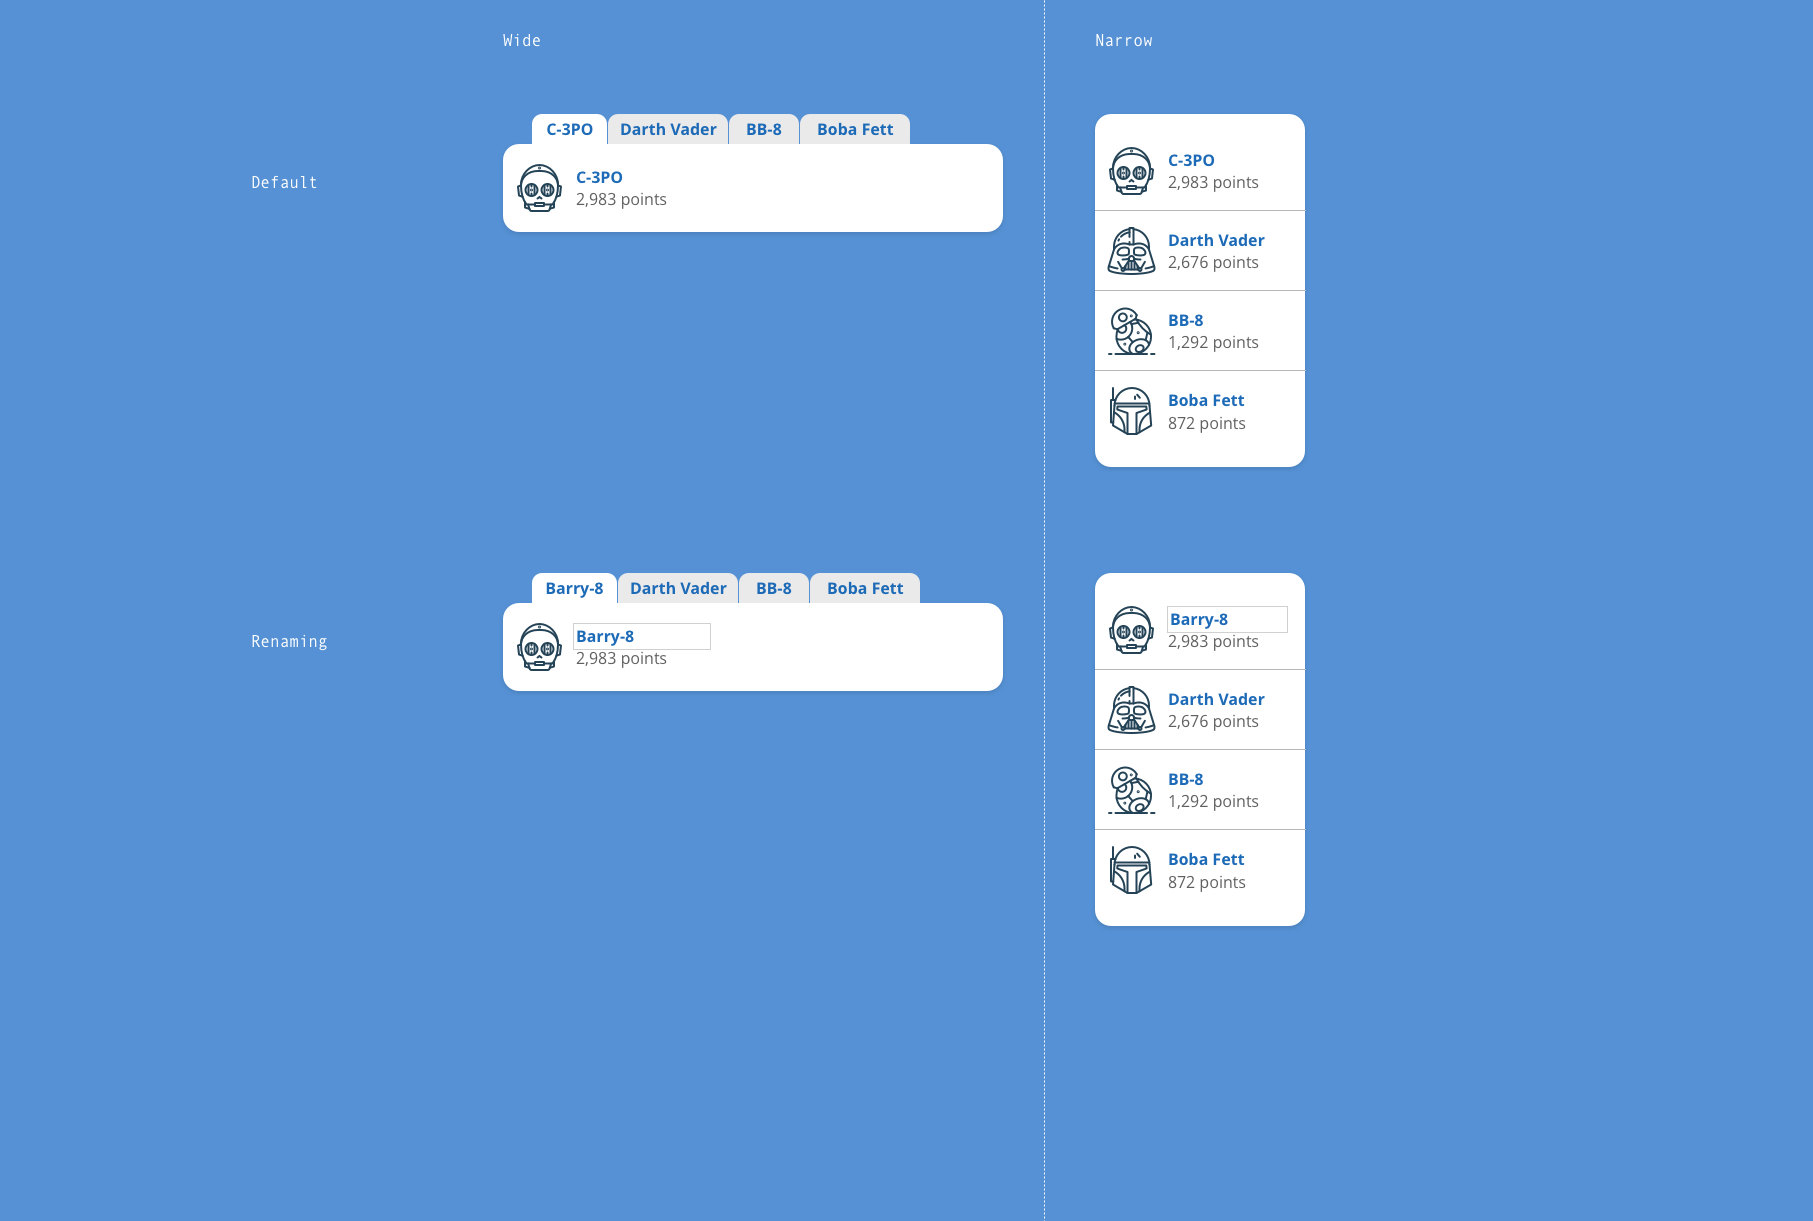 Wide
Narrow
Default
C-3PO
Darth Vader
BB-8
Boba Fett
C-3PO
2,983 points
C-3PO
2,983 points
Darth Vader
2,676 points
BB-8
1,292 points
Boba Fett
872 points
Renaming
Barry-8
Darth Vader
BB-8
Boba Fett
Barry-8
2,983 points
Barry-8
2,983 points
Darth Vader
2,676 points
BB-8
1,292 points
Boba Fett
872 points